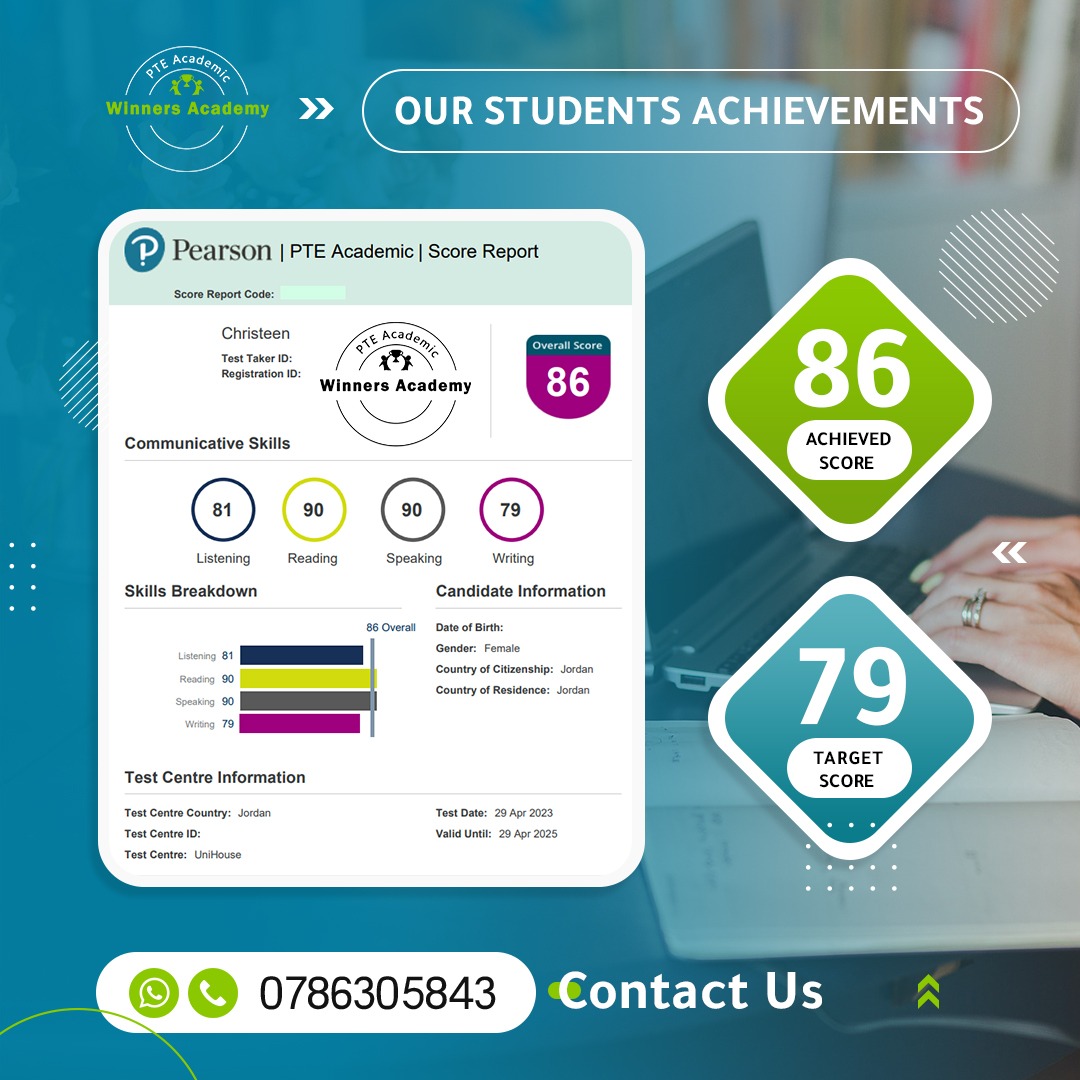 PTE Academic
Winners Academy
OUR STUDENTS ACHIEVEMENTS
Pearson | PTE Academic | Score Report
Score Report Code:
Christeen
Test Taker ID:
Registration ID:
PTE Academic
Winners Academy
Overall Score
86
Communicative Skills
81 90 90 79
Listening Reading Speaking Writing
Skills Breakdown
86 Overall
Listening 81
Reading 90
Speaking 90
Writing 79
Candidate Information
Date of Birth:
Gender: Female
Country of Citizenship: Jordan
Country of Residence: Jordan
Test Centre Information
Test Centre Country: Jordan
Test Centre ID:
Test Centre: UniHouse
Test Date: 29 Apr 2023
Valid Until: 29 Apr 2025
86
ACHIEVED
SCORE
79
TARGET
SCORE
0786305843
Contact Us